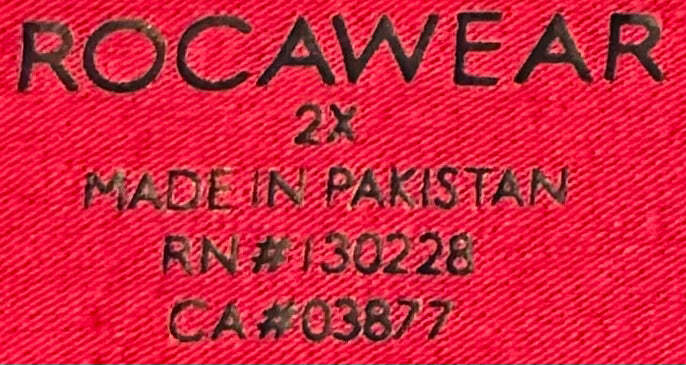 ROCAWEAR
2X
MADE IN PAKISTAN
RN#130228
CA#03877